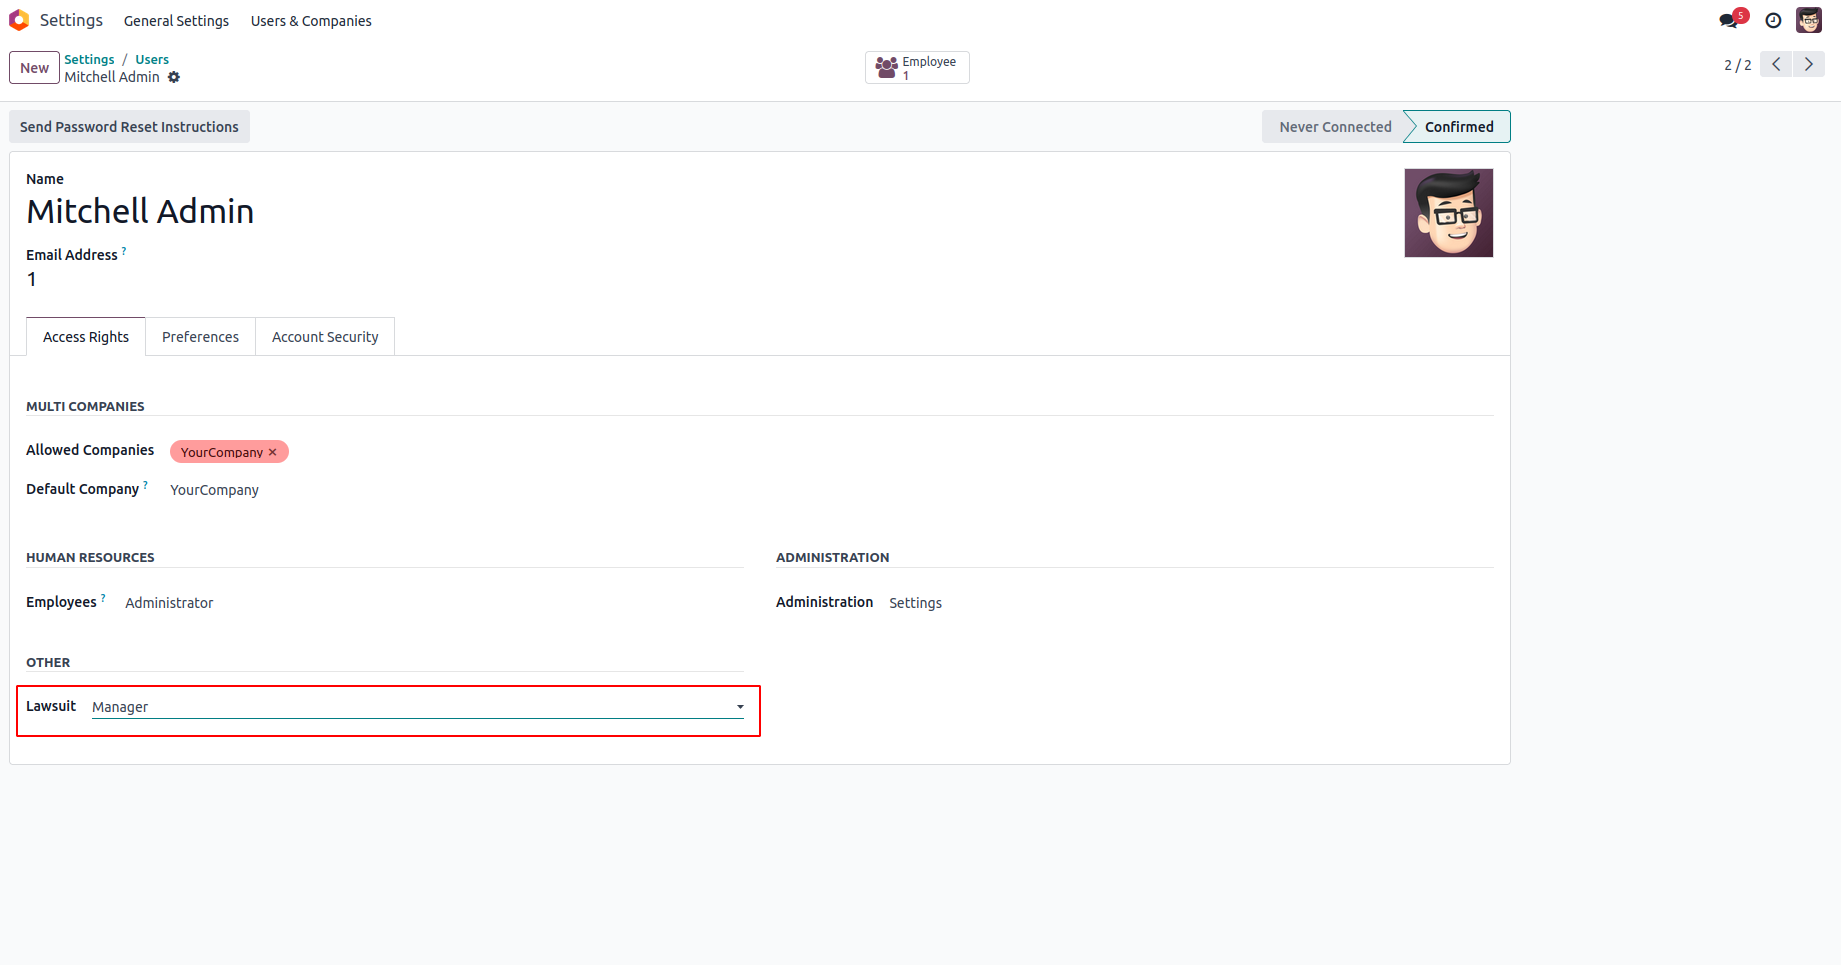 Settings General Settings Users & Companies 5
New Settings / Users Employee 2 / 2
Mitchell Admin 1
Send Password Reset Instructions Never Connected Confirmed
Name
Mitchell Admin
Email Address ?
1
Access Rights Preferences Account Security
MULTI COMPANIES
Allowed Companies YourCompany ×
Default Company ? YourCompany
HUMAN RESOURCES ADMINISTRATION
Employees ? Administrator Administration Settings
OTHER
Lawsuit Manager